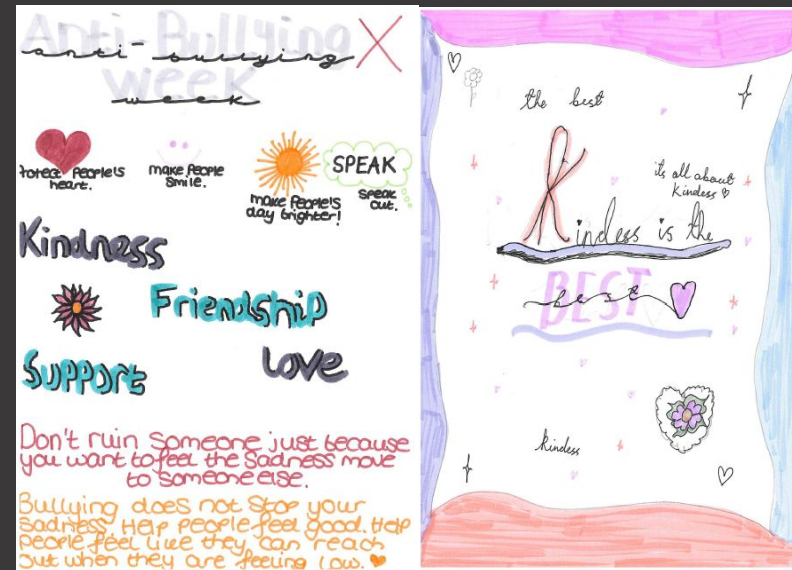 Anti-Bullying
anti-bullying
Week
week
Protect People's
heart.
make People
Smile.
make People's
day brighter!
SPEAK
Speak
out.
Kindness
Friendship
Support
Love
Don't ruin Someone just because
you want to feel the Sadness move
to Someone else.
Bullying does not Stop your
Sadness. Help people feel good. Help
people feel like they can reach
out when they are feeling low.
the best
its all about
Kindess
Kindess is the
BEST
best
kindess